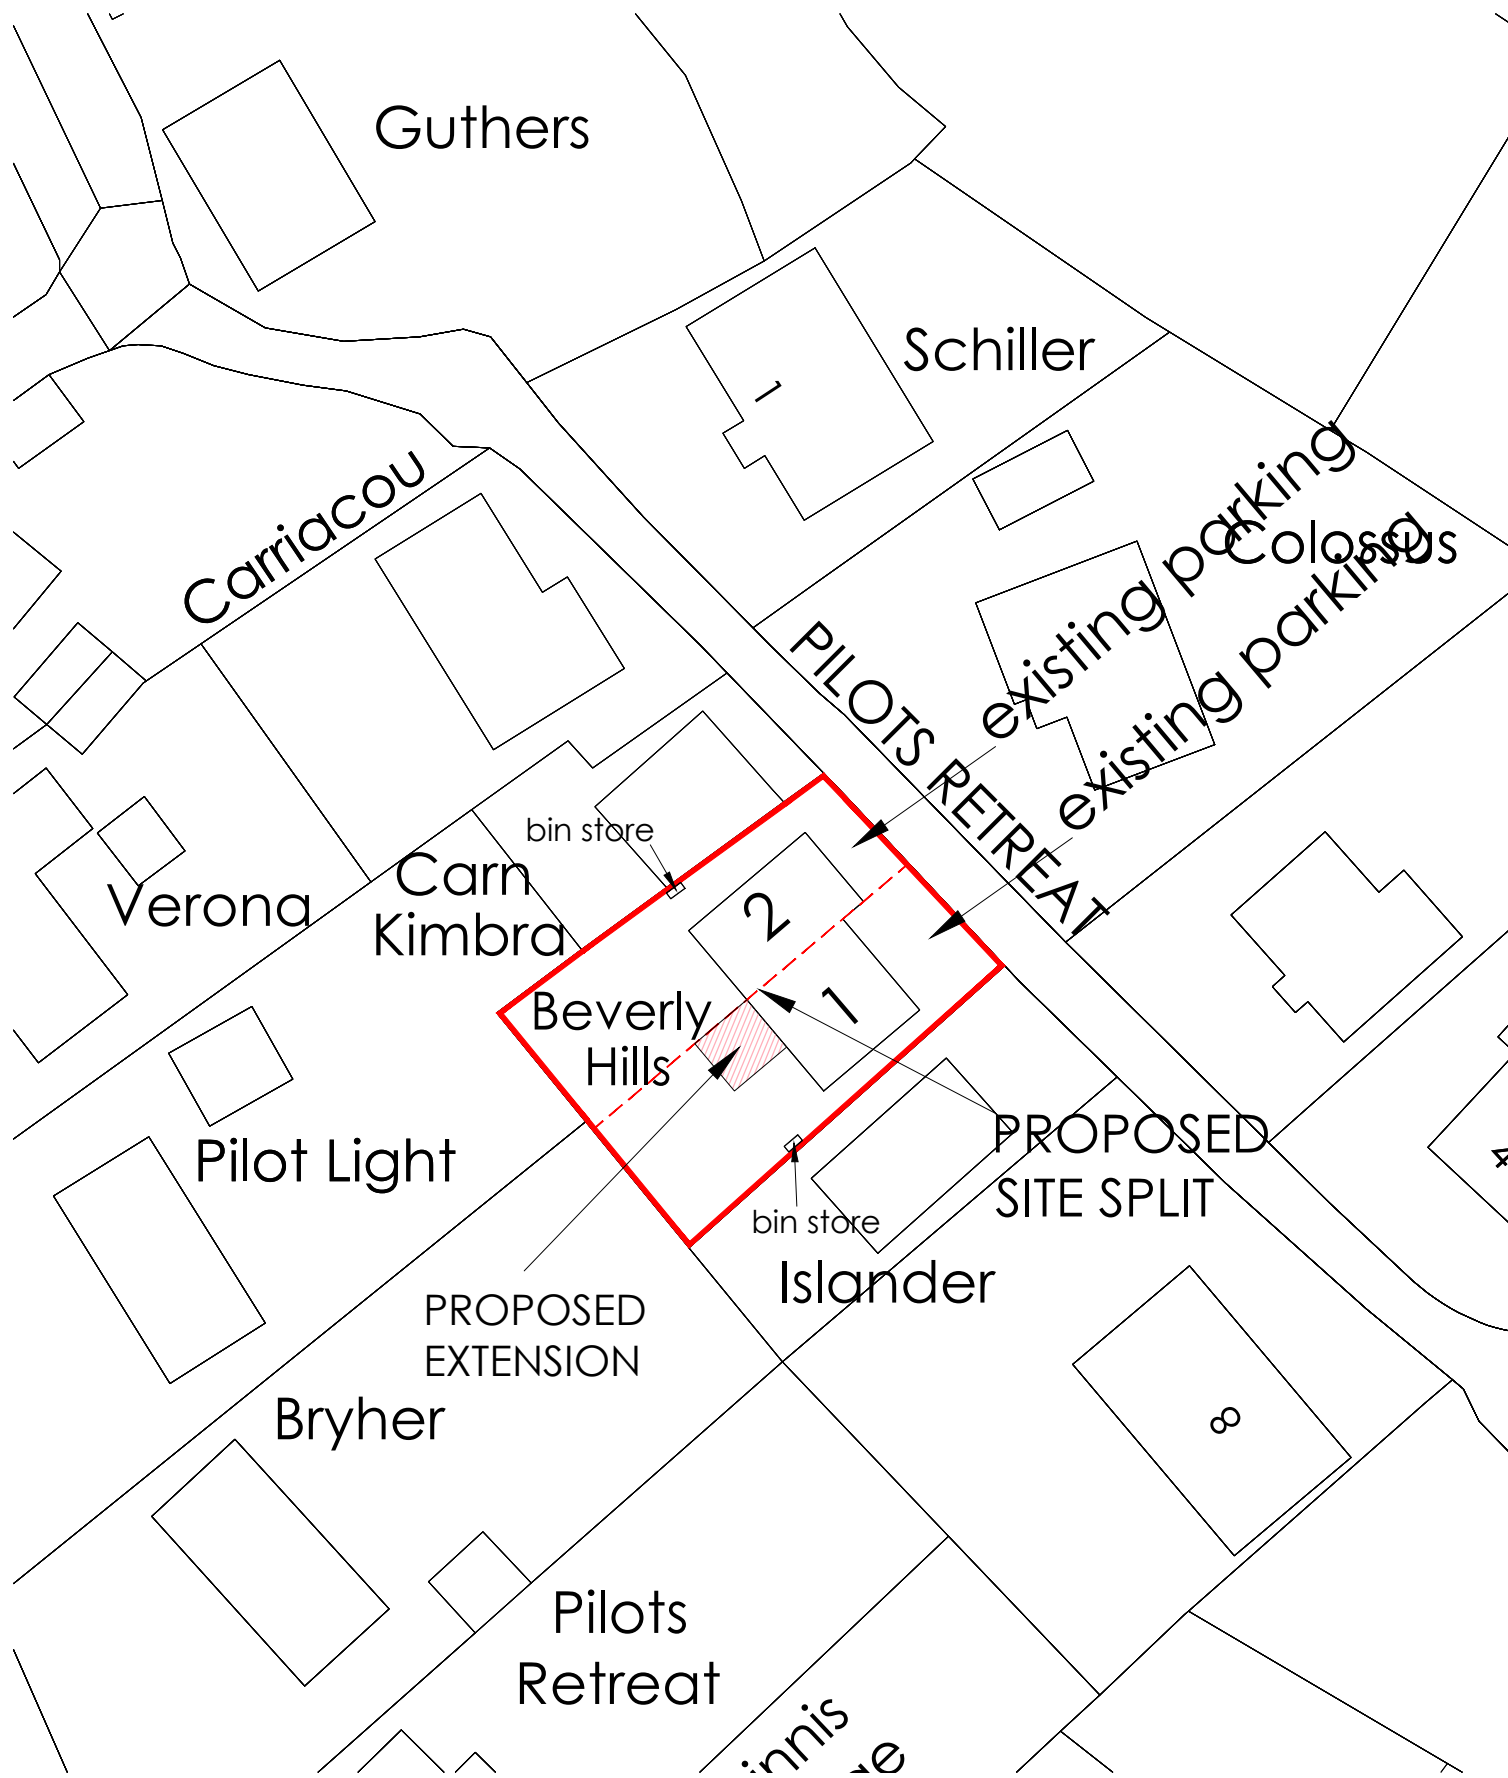 Guthers
Schiller
1
Carriacou
existing parking
Colossus
existing parking
PILOTS RETREAT
bin store
Carn
Kimbra
Verona
2
1
Beverly
Hills
PROPOSED
SITE SPLIT
4
Pilot Light
bin store
Islander
PROPOSED
EXTENSION
Bryher
8
Pilots
Retreat